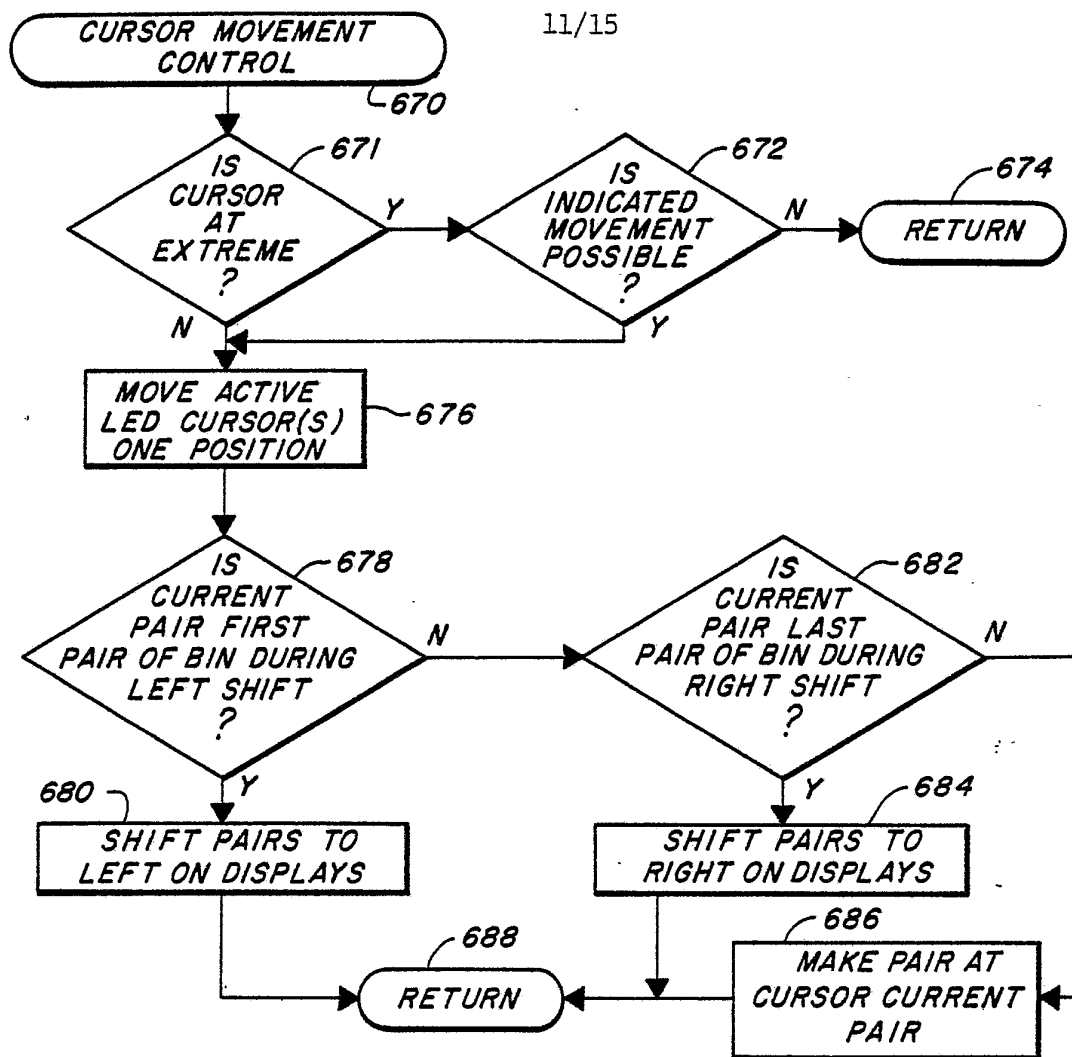 11/15
CURSOR MOVEMENT
CONTROL
670
IS
CURSOR
AT
EXTREME
?
671
Y
N
IS
INDICATED
MOVEMENT
POSSIBLE
?
672
N
Y
RETURN
674
MOVE ACTIVE
LED CURSOR(S)
ONE POSITION
676
IS
CURRENT
PAIR FIRST
PAIR OF BIN DURING
LEFT SHIFT
?
678
N
Y
IS
CURRENT
PAIR LAST
PAIR OF BIN DURING
RIGHT SHIFT
?
682
N
Y
680
SHIFT PAIRS TO
LEFT ON DISPLAYS
684
SHIFT PAIRS TO
RIGHT ON DISPLAYS
686
MAKE PAIR AT
CURSOR CURRENT
PAIR
688
RETURN